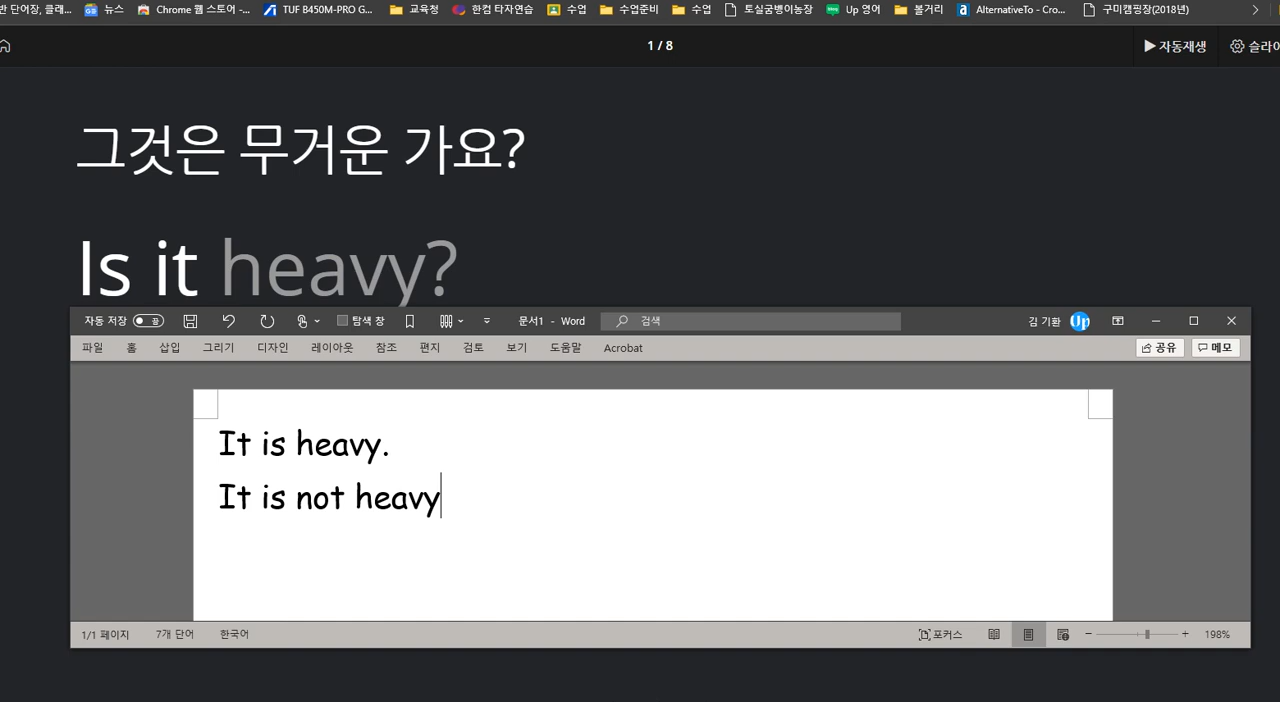 반 단어장, 클래... 뉴스 Chrome 웹 스토어 -... TUF B450M-PRO G... 교육청 한컴 타자연습 수업 수업준비 수업 토실굼벵이농장 Up 영어 볼거리 AlternativeTo - Cro... 구미캠핑장(2018년)
1 / 8 자동재생 슬라이
그것은 무거운 가요?
Is it heavy?
자동 저장 끔 탐색 창 문서1 - Word 검색 김 기환 Up
파일 홈 삽입 그리기 디자인 레이아웃 참조 편지 검토 보기 도움말 Acrobat 공유 메모
It is heavy.
It is not heavy
1/1 페이지 7개 단어 한국어 포커스 198%